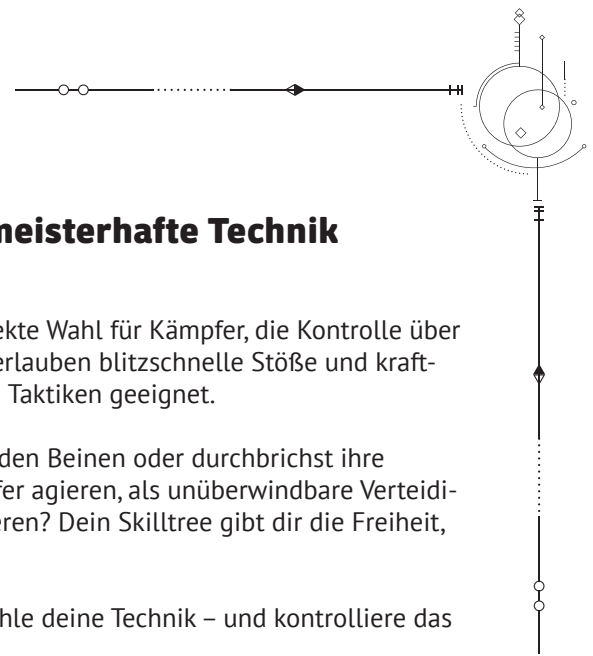 meisterhafte Technik
ekte Wahl für Kämpfer, die Kontrolle über
erlauben blitzschnelle Stöße und kraft-
Taktiken geeignet.
den Beinen oder durchbrichst ihre
fer agieren, als unüberwindbare Verteidi-
eren? Dein Skilltree gibt dir die Freiheit,
hle deine Technik – und kontrolliere das